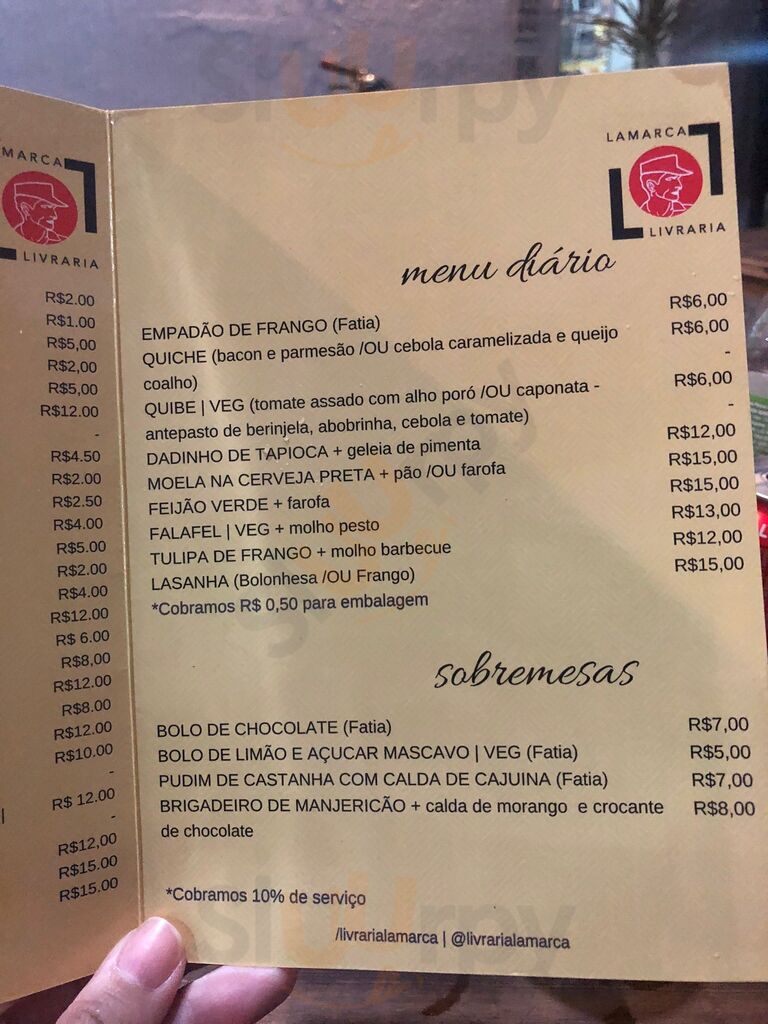 MARCA
LIVRARIA
R$2.00
R$1.00
R$5,00
R$2,00
R$5,00
R$12.00
-
R$4.50
R$2.00
R$2.50
R$4.00
R$5.00
R$2.00
R$4.00
R$12.00
R$ 6.00
R$8,00
R$12.00
R$8.00
R$12.00
R$10.00
-
R$ 12.00
-
R$12,00
R$15.00
R$15.00
LAMARCA
LIVRARIA
menu diário
EMPADÃO DE FRANGO (Fatia) R$6,00
QUICHE (bacon e parmesão /OU cebola caramelizada e queijo R$6,00
coalho) -
QUIBE | VEG (tomate assado com alho poró /OU caponata - R$6,00
antepasto de berinjela, abobrinha, cebola e tomate) -
DADINHO DE TAPIOCA + geleia de pimenta R$12,00
MOELA NA CERVEJA PRETA + pão /OU farofa R$15,00
FEIJÃO VERDE + farofa R$15,00
FALAFEL | VEG + molho pesto R$13,00
TULIPA DE FRANGO + molho barbecue R$12,00
LASANHA (Bolonhesa /OU Frango) R$15,00
*Cobramos R$ 0,50 para embalagem
sobremesas
BOLO DE CHOCOLATE (Fatia) R$7,00
BOLO DE LIMÃO E AÇUCAR MASCAVO | VEG (Fatia) R$5,00
PUDIM DE CASTANHA COM CALDA DE CAJUINA (Fatia) R$7,00
BRIGADEIRO DE MANJERICÃO + calda de morango e crocante R$8,00
de chocolate
*Cobramos 10% de serviço
/livrarialamarca | @livrarialamarca